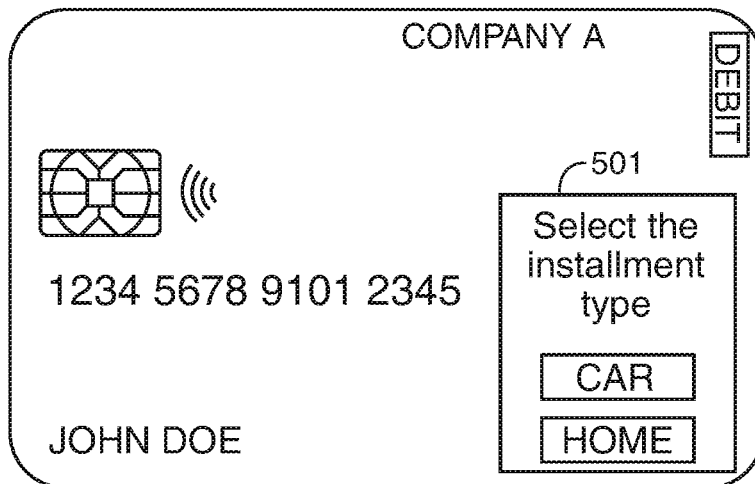 COMPANY A
DEBIT
501
Select the
installment
type
1234 5678 9101 2345
CAR
JOHN DOE
HOME